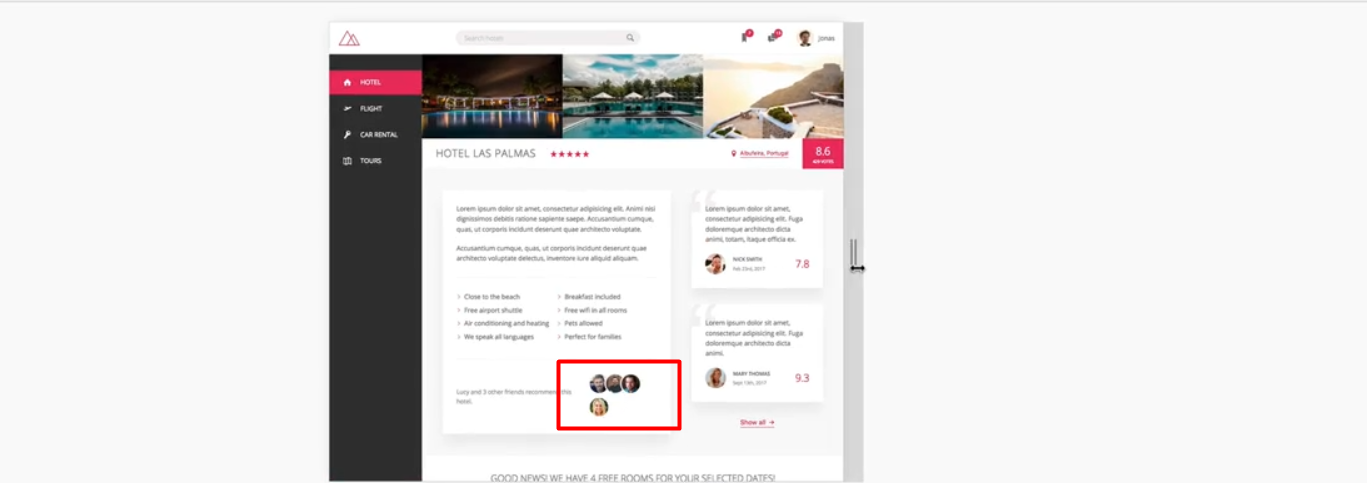 Search hotels
Jonas
HOTEL
FLIGHT
CAR RENTAL
TOURS
HOTEL LAS PALMAS ★★★★★
Albufeira, Portugal
8.6
Lorem ipsum dolor sit amet, consectetur adipisicing elit. Animi nisi
dignissimos debitis ratione sapiente saepe. Accusantium cumque,
quas, ut corporis incidunt deserunt quae architecto voluptate.
Accusantium cumque, quas, ut corporis incidunt deserunt quae
architecto voluptate delectus, inventore iure aliquid aliquam.
Close to the beach
Breakfast included
Free airport shuttle
Free wifi in all rooms
Air conditioning and heating
Pets allowed
We speak all languages
Perfect for families
Lucy and 3 other friends recommend this
hotel.
Lorem ipsum dolor sit amet,
consectetur adipisicing elit. Fuga
doloremque architecto dicta
animi, totam, itaque officia ex.
NICK SMITH
Feb 23rd, 2017
7.8
Lorem ipsum dolor sit amet,
consectetur adipisicing elit. Fuga
doloremque architecto dicta
animi.
MARY THOMAS
Sept 13th, 2017
9.3
Show all →
GOOD NEWS! WE HAVE 4 FREE ROOMS FOR YOUR SELECTED DATES!